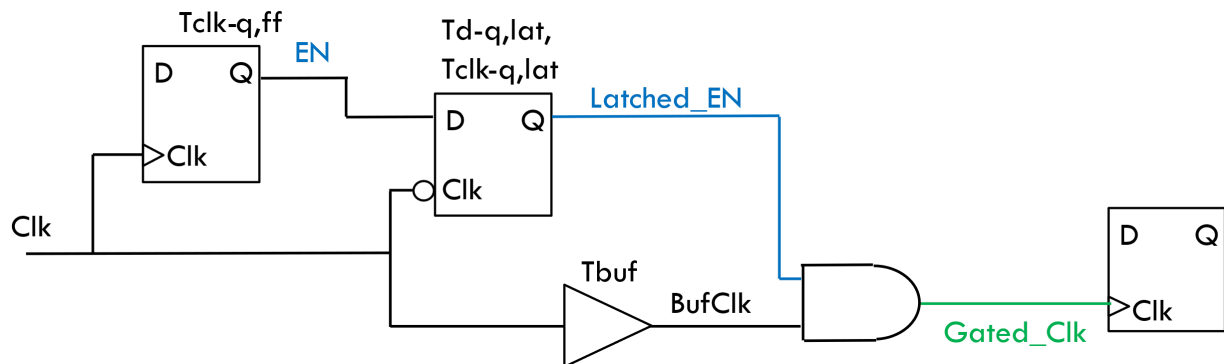 Tclk-q,ff
EN
D Q
Clk
Td-q,lat,
Tclk-q,lat
D Q
Clk
Latched_EN
Clk
Tbuf
BufClk
D Q
Clk
Gated_Clk